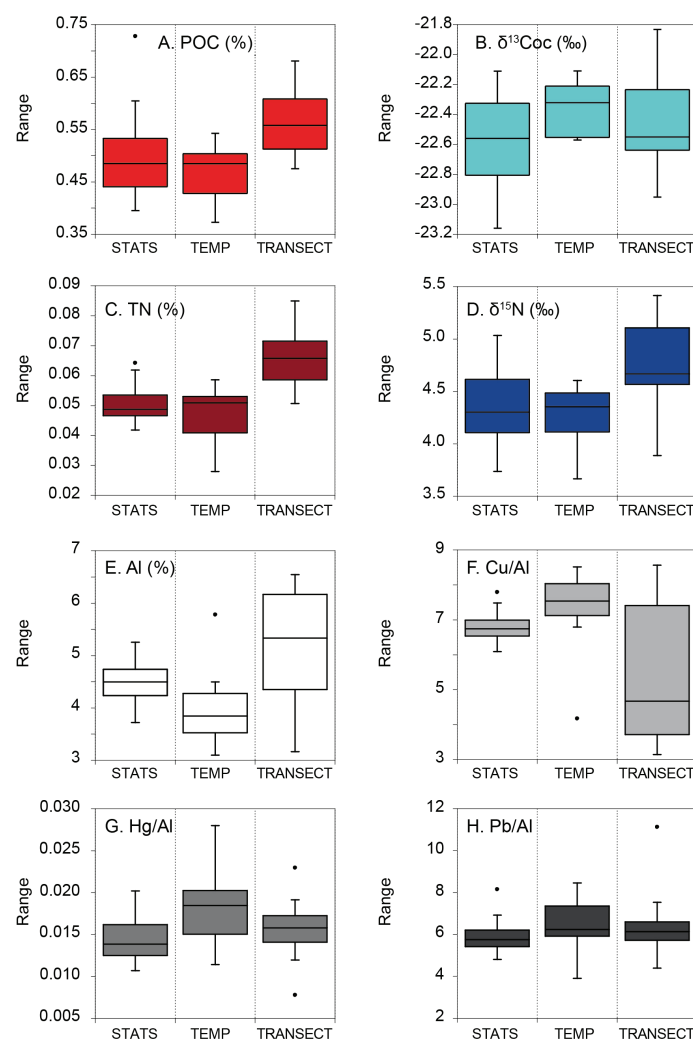 A. POC (%)
Range
0.75
0.65
0.55
0.45
0.35
STATS TEMP TRANSECT
B. δ¹³Coc (‰)
Range
-21.8
-22.2
-22.6
-23.0
-23.2
STATS TEMP TRANSECT
C. TN (%)
Range
0.09
0.08
0.07
0.06
0.05
0.04
0.03
0.02
STATS TEMP TRANSECT
D. δ¹⁵N (‰)
Range
5.5
5.0
4.5
4.0
3.5
STATS TEMP TRANSECT
E. Al (%)
Range
7
6
5
4
3
STATS TEMP TRANSECT
F. Cu/Al
Range
9
7
5
3
STATS TEMP TRANSECT
G. Hg/Al
Range
0.030
0.025
0.020
0.015
0.010
0.005
STATS TEMP TRANSECT
H. Pb/Al
Range
12
10
8
6
4
2
STATS TEMP TRANSECT